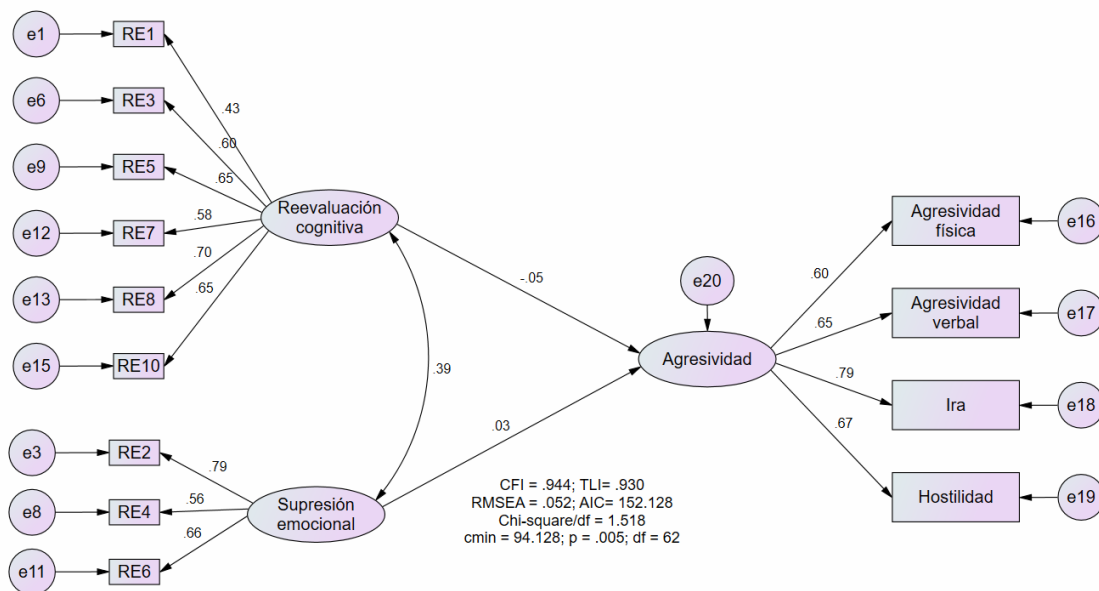 e1
RE1
.43
e6
RE3
.60
e9
RE5
.65
e12
RE7
.58
e13
RE8
.70
e15
RE10
.65
Reevaluación
cognitiva
e3
RE2
.79
e8
RE4
.56
e11
RE6
.66
Supresión
emocional
.39
-.05
.03
e20
Agresividad
.60
Agresividad
física
e16
.65
Agresividad
verbal
e17
.79
Ira
e18
.67
Hostilidad
e19
CFI = .944; TLI= .930
RMSEA = .052; AIC= 152.128
Chi-square/df = 1.518
cmin = 94.128; p = .005; df = 62